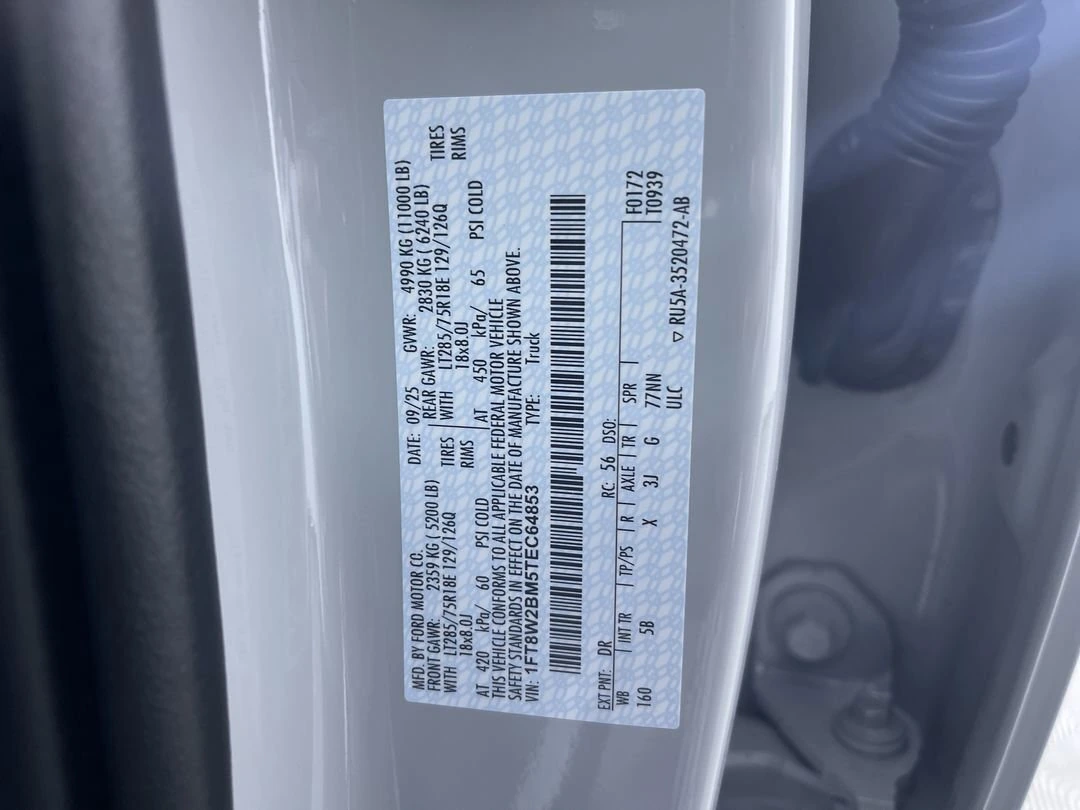 MFD. BY FORD MOTOR CO. DATE: 09/25 GVWR: 4990 KG (11000 LB)
FRONT GAWR: 2359 KG ( 5200 LB) REAR GAWR: 2830 KG ( 6240 LB)
WITH LT285/75R18E 129/126Q TIRES WITH LT285/75R18E 129/126Q TIRES
18x8.0J RIMS 18x8.0J RIMS
AT 420 kPa/ 60 PSI COLD AT 450 kPa/ 65 PSI COLD
THIS VEHICLE CONFORMS TO ALL APPLICABLE FEDERAL MOTOR VEHICLE
SAFETY STANDARDS IN EFFECT ON THE DATE OF MANUFACTURE SHOWN ABOVE.
VIN: 1FT8W2BM5TEC64853 TYPE: Truck
EXT PNT: DR RC: 56 DSO: F0172
WB INT TR TP/PS R AXLE TR SPR T0939
160 5B X 3J G 77NN
ULC
▽ RU5A-3520472-AB